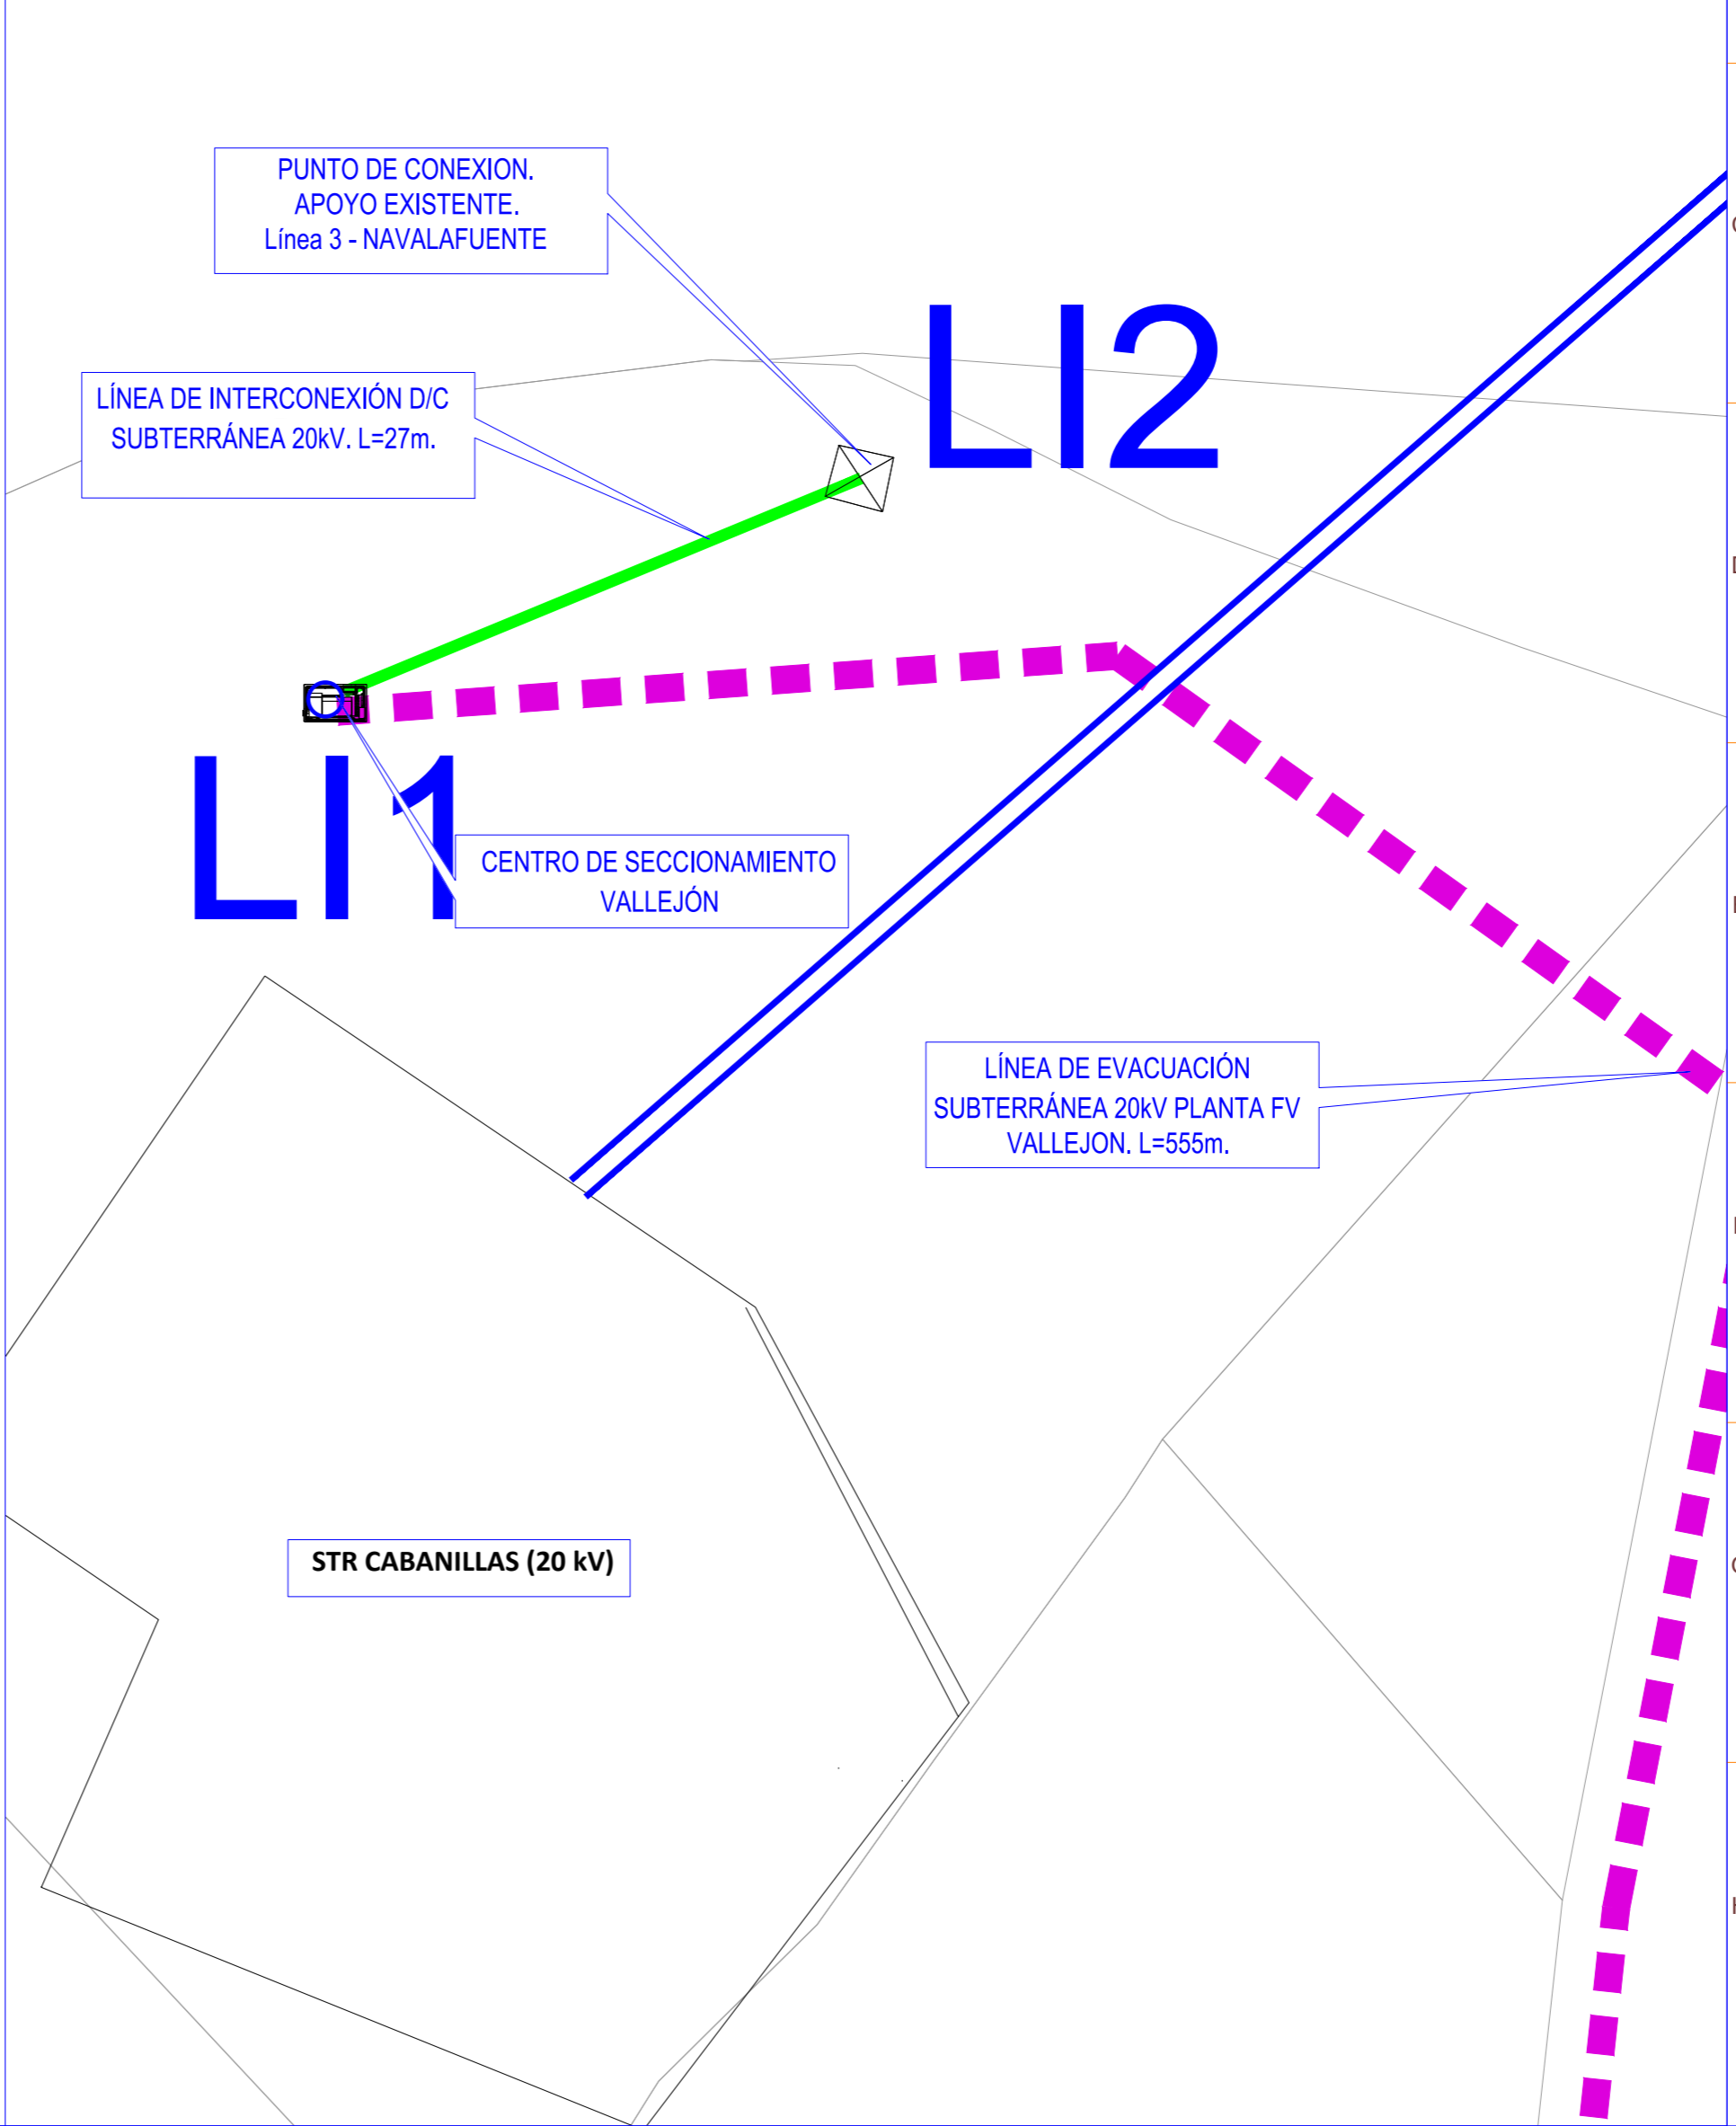 PUNTO DE CONEXION.
APOYO EXISTENTE.
Línea 3 - NAVALAFUENTE
LI2
LÍNEA DE INTERCONEXIÓN D/C
SUBTERRÁNEA 20kV. L=27m.
LI1
CENTRO DE SECCIONAMIENTO
VALLEJÓN
LÍNEA DE EVACUACIÓN
SUBTERRÁNEA 20kV PLANTA FV
VALLEJON. L=555m.
STR CABANILLAS (20 kV)